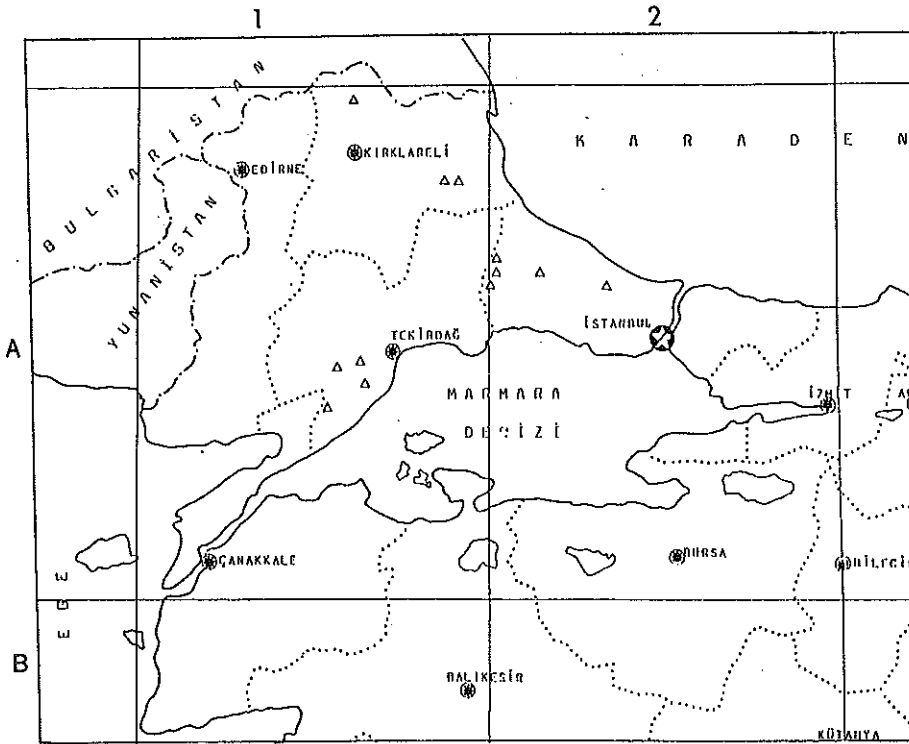 1 2
BULGARİSTAN
YUNANİSTAN
KARADEN
EDİRNE
KIRKLARELİ
İSTANBUL
A
TEKİRDAĞ
MARMARA
DENİZİ
İZMİT
ÇANAKKALE
BURSA
EGE
B
BALIKESİR
KÜTAHYA